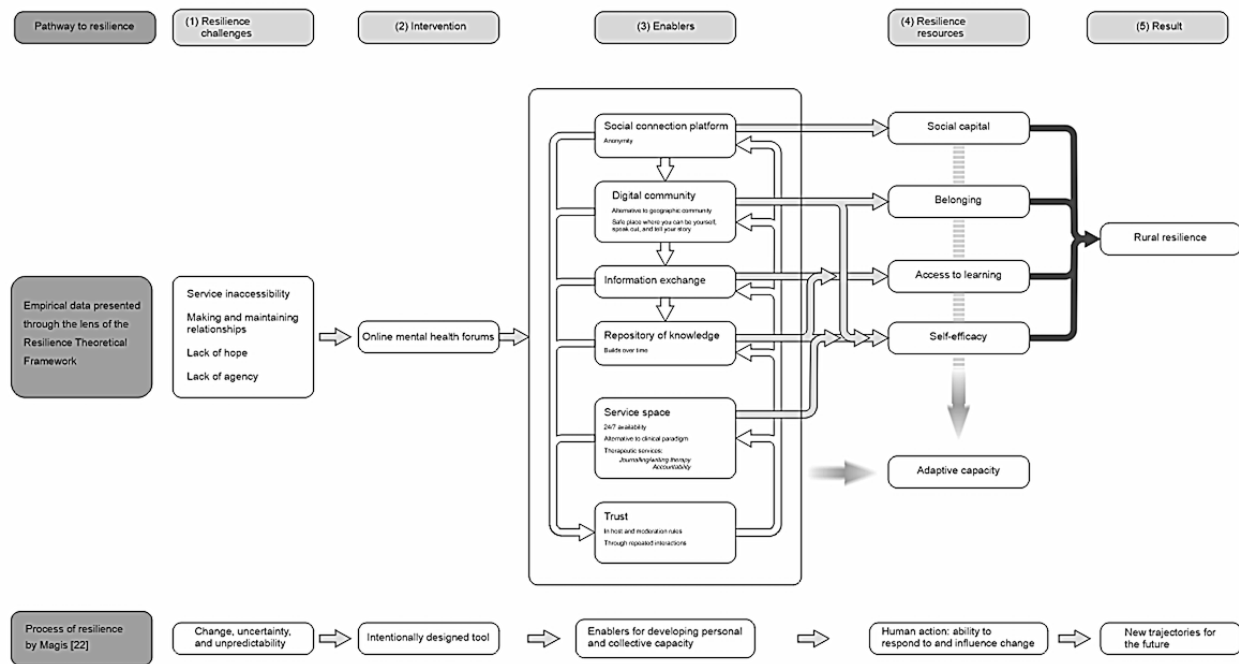 Pathway to resilience
(1) Resilience
challenges
(2) Intervention
(3) Enablers
(4) Resilience
resources
(5) Result
Empirical data presented
through the lens of the
Resilience Theoretical
Framework
Service inaccessibility
Making and maintaining
relationships
Lack of hope
Lack of agency
Online mental health forums
Social connection platform
Anonymity
Digital community
Alternative to geographic community
Safe place where you can be yourself,
speak out, and tell your story
Information exchange
Repository of knowledge
Builds over time
Service space
24/7 availability
Alternative to clinical paradigm
Therapeutic services:
Journalling/writing therapy
Accountability
Trust
In host and moderation rules
Through repeated interactions
Social capital
Belonging
Access to learning
Self-efficacy
Adaptive capacity
Rural resilience
Process of resilience
by Magis [22]
Change, uncertainty,
and unpredictability
Intentionally designed tool
Enablers for developing personal
and collective capacity
Human action: ability to
respond to and influence change
New trajectories for
the future